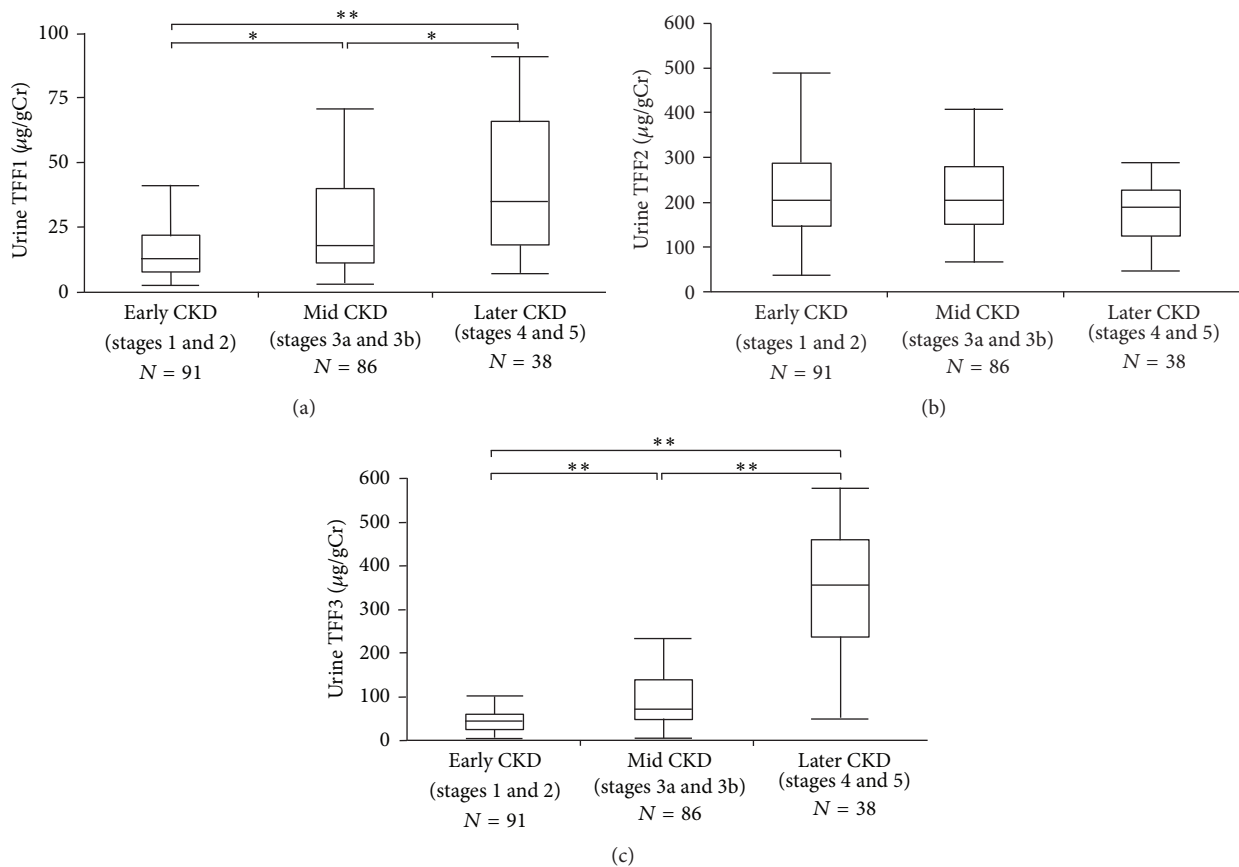 **
*
*
100
75
50
25
0
Urine TFF1 (μg/gCr)
Early CKD
(stages 1 and 2)
N = 91
Mid CKD
(stages 3a and 3b)
N = 86
Later CKD
(stages 4 and 5)
N = 38
(a)
600
500
400
300
200
100
0
Urine TFF2 (μg/gCr)
Early CKD
(stages 1 and 2)
N = 91
Mid CKD
(stages 3a and 3b)
N = 86
Later CKD
(stages 4 and 5)
N = 38
(b)
**
**
**
600
500
400
300
200
100
0
Urine TFF3 (μg/gCr)
Early CKD
(stages 1 and 2)
N = 91
Mid CKD
(stages 3a and 3b)
N = 86
Later CKD
(stages 4 and 5)
N = 38
(c)